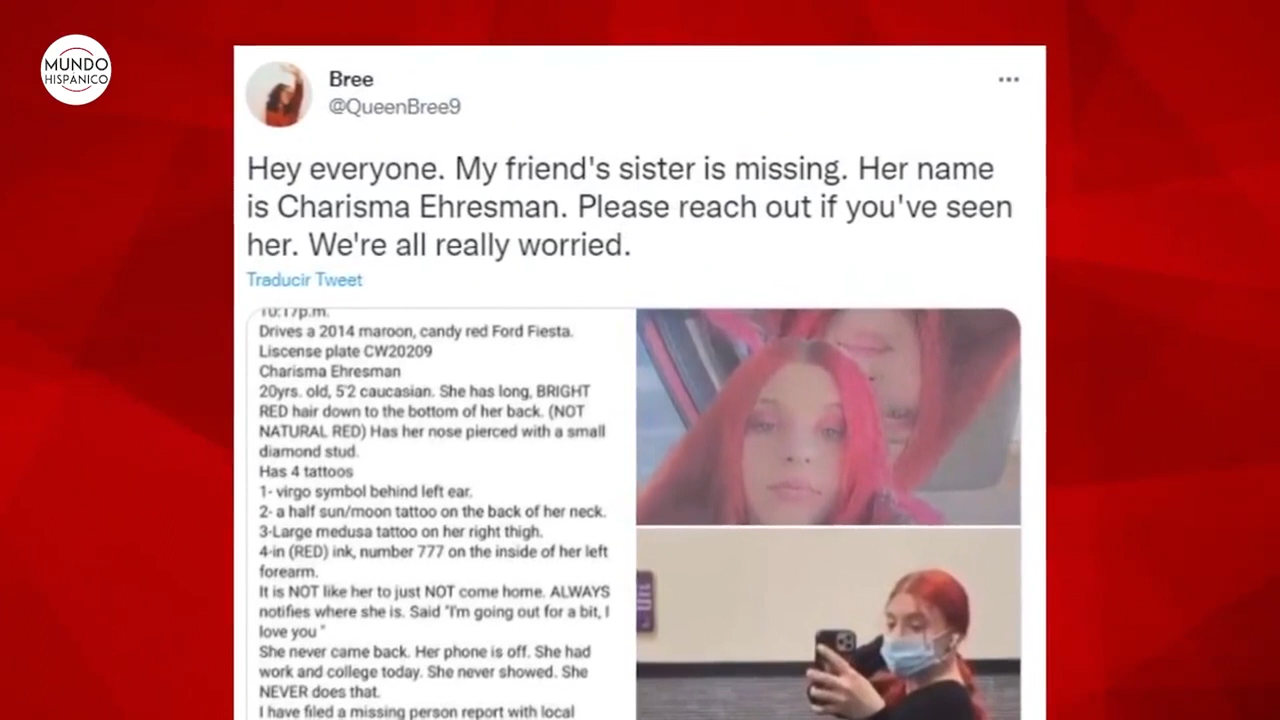 MUNDO
HISPÁNICO
Bree
@QueenBree9
Hey everyone. My friend's sister is missing. Her name
is Charisma Ehresman. Please reach out if you've seen
her. We're all really worried.
Traducir Tweet
10:17p.m.
Drives a 2014 maroon, candy red Ford Fiesta.
Liscense plate CW20209
Charisma Ehresman
20yrs. old, 5'2 caucasian. She has long, BRIGHT
RED hair down to the bottom of her back. (NOT
NATURAL RED) Has her nose pierced with a small
diamond stud.
Has 4 tattoos
1- virgo symbol behind left ear.
2- a half sun/moon tattoo on the back of her neck.
3-Large medusa tattoo on her right thigh.
4-in (RED) ink, number 777 on the inside of her left
forearm.
It is NOT like her to just NOT come home. ALWAYS
notifies where she is. Said "I'm going out for a bit, I
love you "
She never came back. Her phone is off. She had
work and college today. She never showed. She
NEVER does that.
I have filed a missing person report with local